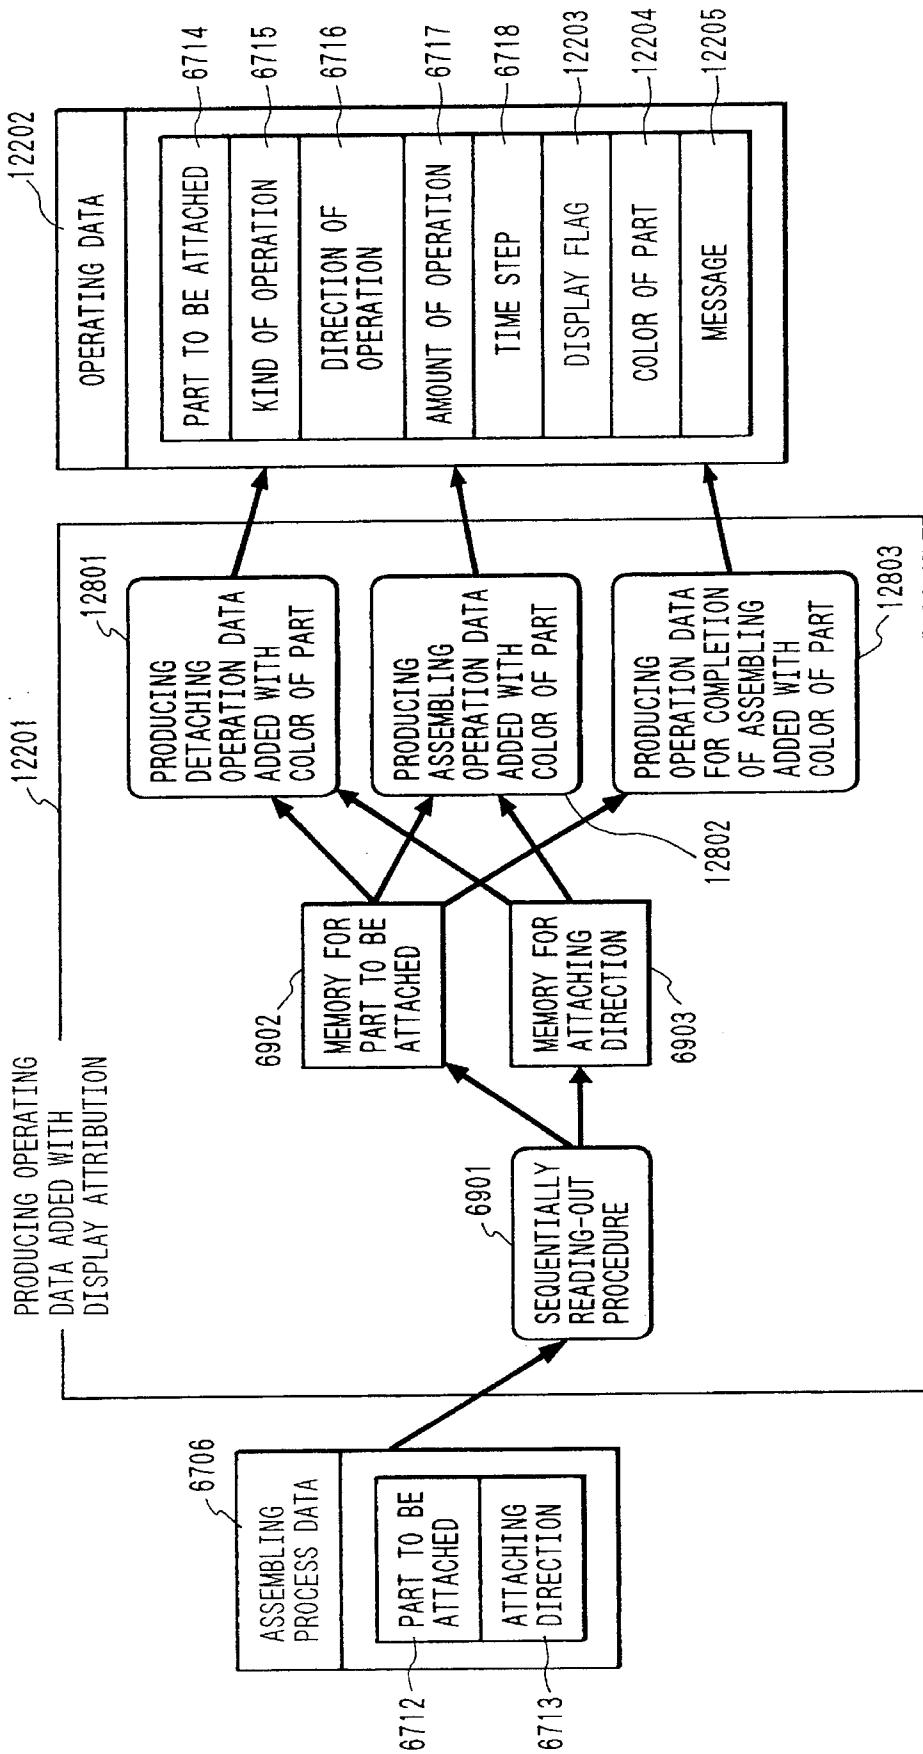 PRODUCING OPERATING
DATA ADDED WITH
DISPLAY ATTRIBUTION
12201
6706
ASSEMBLING
PROCESS DATA
6712
PART TO BE
ATTACHED
6713
ATTACHING
DIRECTION
6901
SEQUENTIALLY
READING-OUT
PROCEDURE
6902
MEMORY FOR
PART TO BE
ATTACHED
MEMORY FOR
ATTACHING
DIRECTION
6903
12801
PRODUCING
DETACHING
OPERATION DATA
ADDED WITH
COLOR OF PART
PRODUCING
ASSEMBLING
OPERATION DATA
ADDED WITH
COLOR OF PART
12802
PRODUCING
OPERATION DATA
FOR COMPLETION
OF ASSEMBLING
ADDED WITH
COLOR OF PART
12803
12202
OPERATING DATA
PART TO BE ATTACHED
6714
KIND OF OPERATION
6715
DIRECTION OF
OPERATION
6716
AMOUNT OF OPERATION
6717
TIME STEP
6718
DISPLAY FLAG
12203
COLOR OF PART
12204
MESSAGE
12205